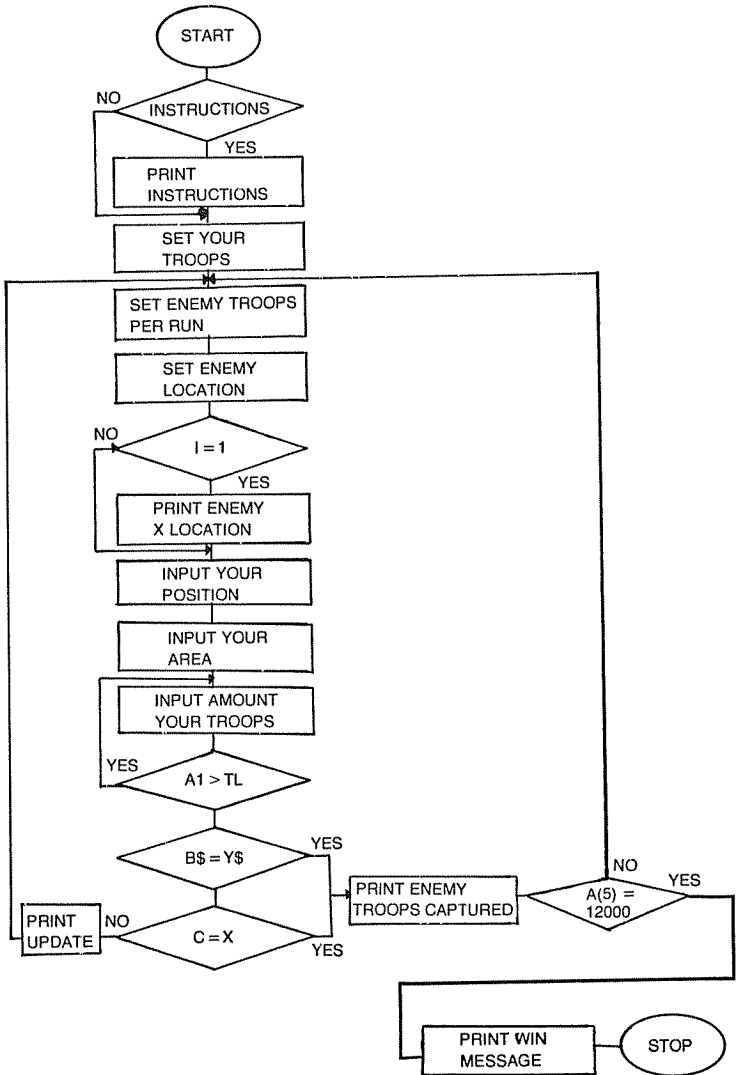 START
NO
INSTRUCTIONS
YES
PRINT
INSTRUCTIONS
SET YOUR
TROOPS
SET ENEMY TROOPS
PER RUN
SET ENEMY
LOCATION
NO
I = 1
YES
PRINT ENEMY
X LOCATION
INPUT YOUR
POSITION
INPUT YOUR
AREA
INPUT AMOUNT
YOUR TROOPS
YES
A1 > TL
B$ = Y$
YES
PRINT ENEMY
TROOPS CAPTURED
NO
A(5) =
12000
YES
PRINT
UPDATE
NO
C = X
YES
PRINT WIN
MESSAGE
STOP